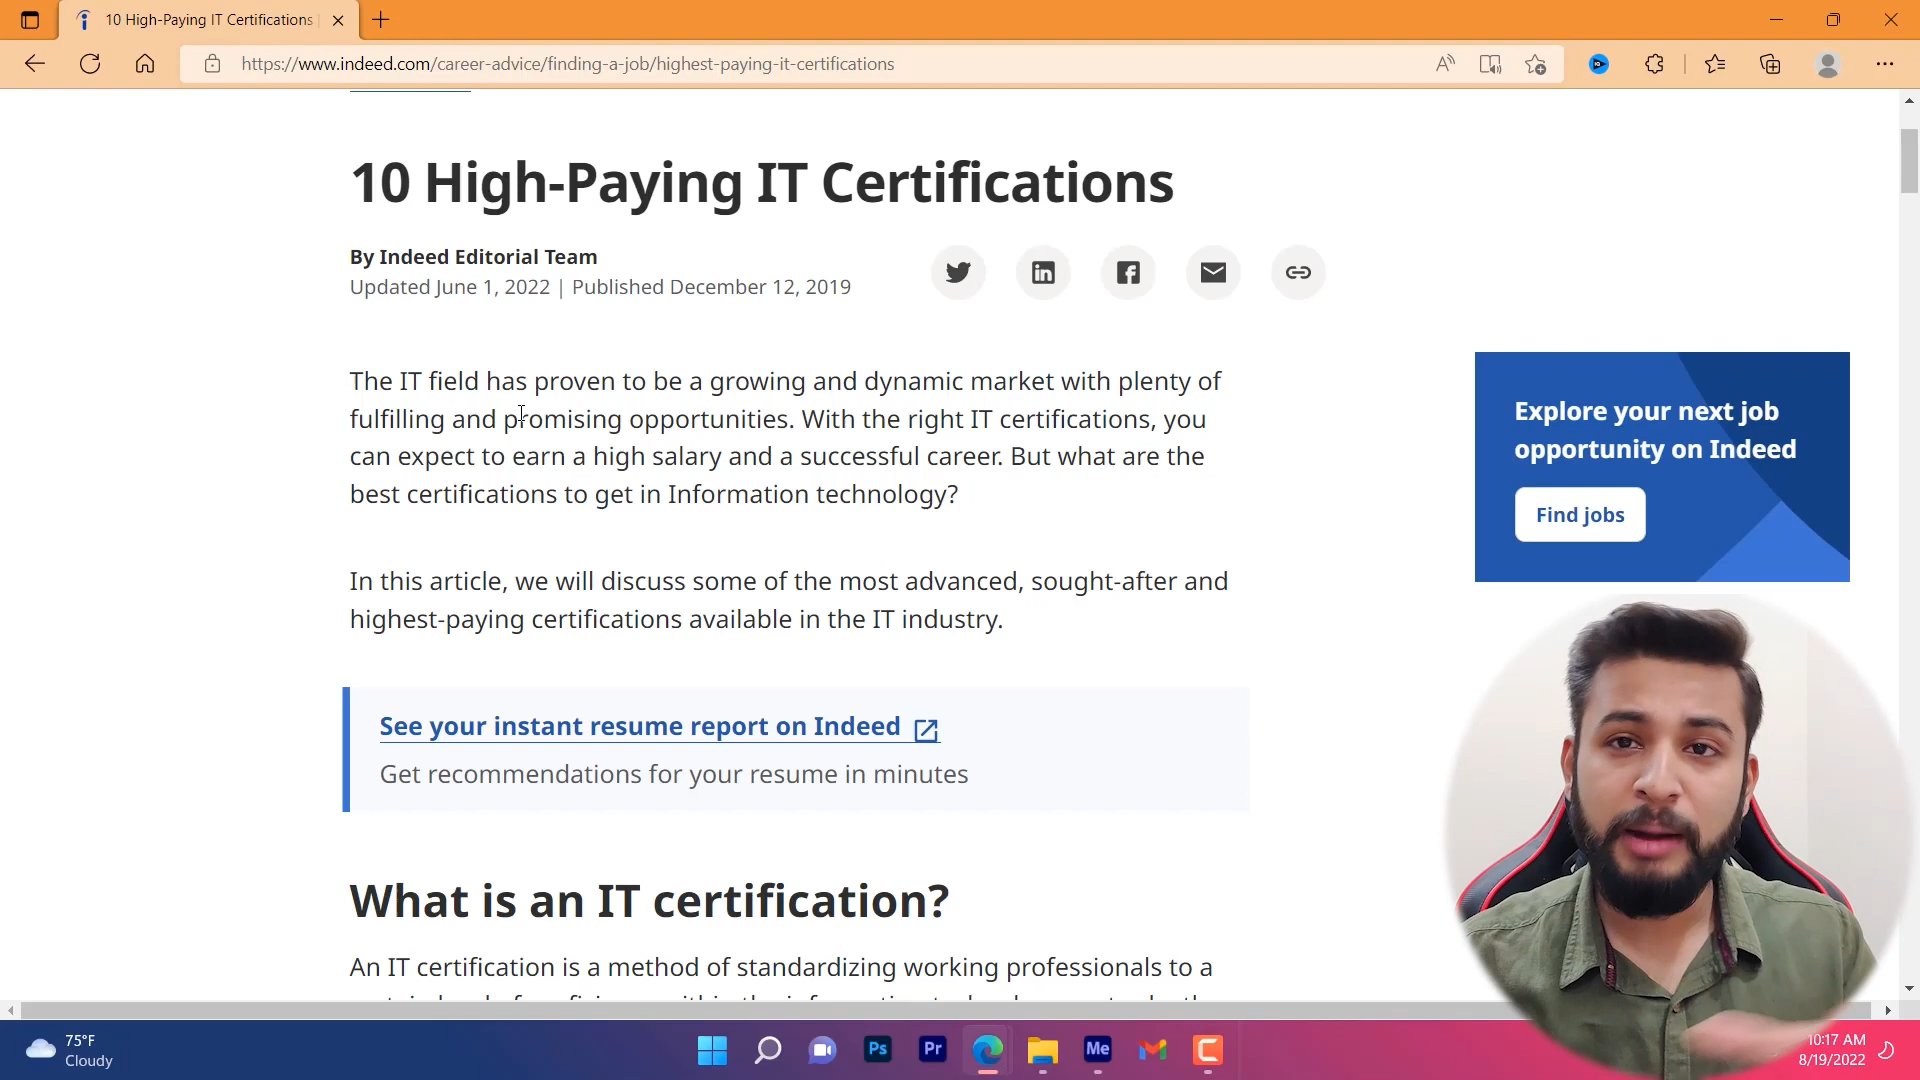 10 High-Paying IT Certifications
https://www.indeed.com/career-advice/finding-a-job/highest-paying-it-certifications
10 High-Paying IT Certifications
By Indeed Editorial Team
Updated June 1, 2022 | Published December 12, 2019
The IT field has proven to be a growing and dynamic market with plenty of
fulfilling and promising opportunities. With the right IT certifications, you
can expect to earn a high salary and a successful career. But what are the
best certifications to get in Information technology?
Explore your next job
opportunity on Indeed
Find jobs
In this article, we will discuss some of the most advanced, sought-after and
highest-paying certifications available in the IT industry.
See your instant resume report on Indeed
Get recommendations for your resume in minutes
What is an IT certification?
An IT certification is a method of standardizing working professionals to a
75°F
Cloudy
Ps
Pr
Me
10:17 AM
8/19/2022